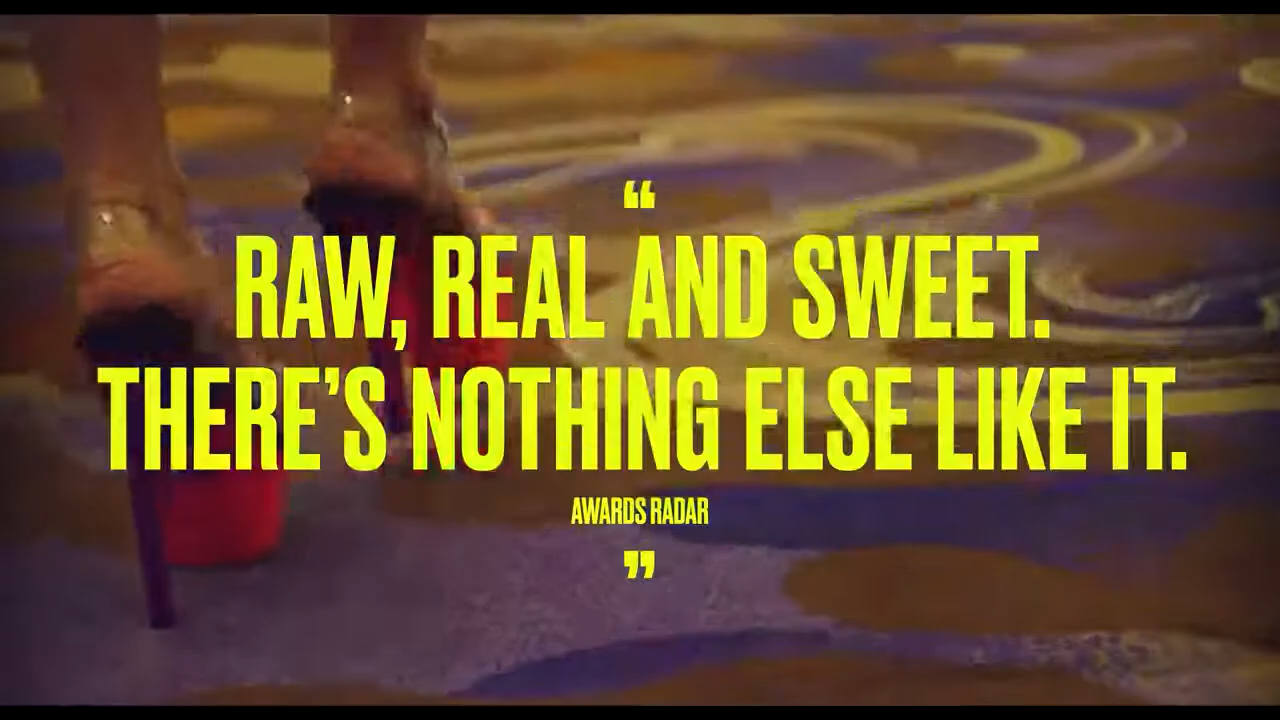 “
RAW, REAL AND SWEET.
THERE’S NOTHING ELSE LIKE IT.
AWARDS RADAR
”